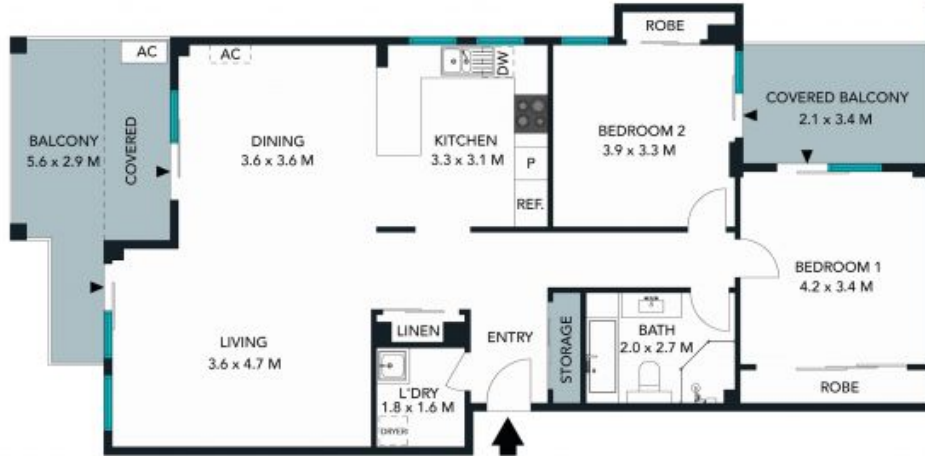 ROBE
AC
AC
DW
BALCONY
5.6 x 2.9 M
COVERED
DINING
3.6 x 3.6 M
KITCHEN
3.3 x 3.1 M
P
REF.
BEDROOM 2
3.9 x 3.3 M
COVERED BALCONY
2.1 x 3.4 M
BEDROOM 1
4.2 x 3.4 M
LIVING
3.6 x 4.7 M
LINEN
ENTRY
STORAGE
BATH
2.0 x 2.7 M
L'DRY
1.8 x 1.6 M
DRYER
ROBE